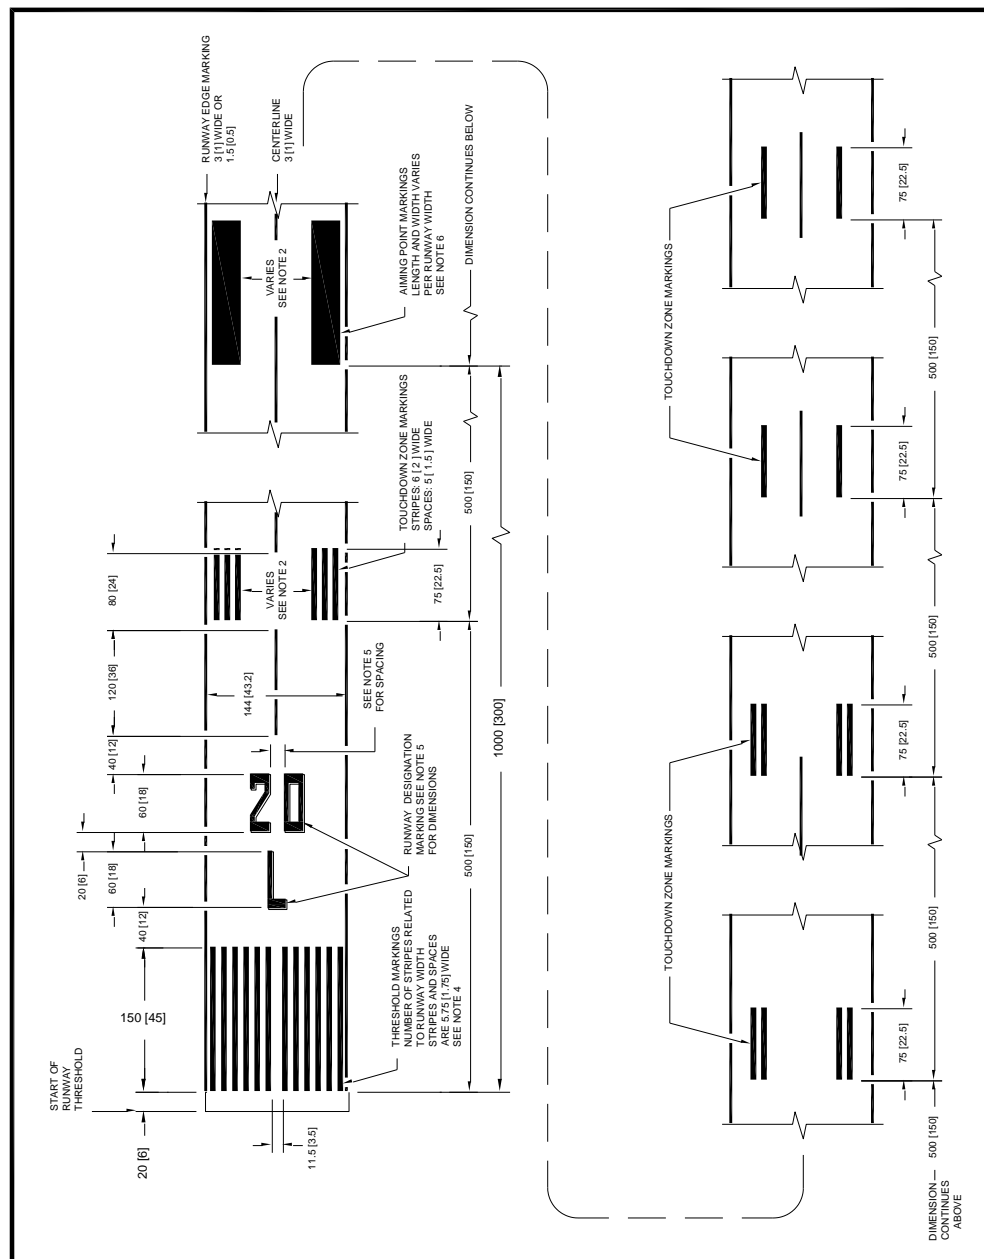 RUNWAY EDGE MARKING
3 [1] WIDE OR
1.5 [0.5]
CENTERLINE
3 [1] WIDE
DIMENSION CONTINUES BELOW
AIMING POINT MARKINGS
LENGTH AND WIDTH VARIES
PER RUNWAY WIDTH
SEE NOTE 6
VARIES
SEE NOTE 2
TOUCHDOWN ZONE MARKINGS
STRIPES: 6 [ 2 ] WIDE
SPACES: 5 [ 1.5 ] WIDE
500 [150]
80 [24]
VARIES
SEE NOTE 2
75 [22.5]
120 [36]
144 [43.2]
SEE NOTE 5
FOR SPACING
1000 [300]
40 [12]
60 [18]
20
RUNWAY DESIGNATION
MARKING SEE NOTE 5
FOR DIMENSIONS
500 [150]
20 [6]
60 [18]
L
40 [12]
THRESHOLD MARKINGS
NUMBER OF STRIPES RELATED
TO RUNWAY WIDTH
STRIPES AND SPACES
ARE 5.75 [1.75] WIDE
SEE NOTE 4
150 [45]
START OF
RUNWAY
THRESHOLD
20 [6]
11.5 [3.5]
TOUCHDOWN ZONE MARKINGS
75 [22.5]
500 [150]
75 [22.5]
500 [150]
TOUCHDOWN ZONE MARKINGS
75 [22.5]
500 [150]
75 [22.5]
500 [150]
DIMENSION
CONTINUES
ABOVE